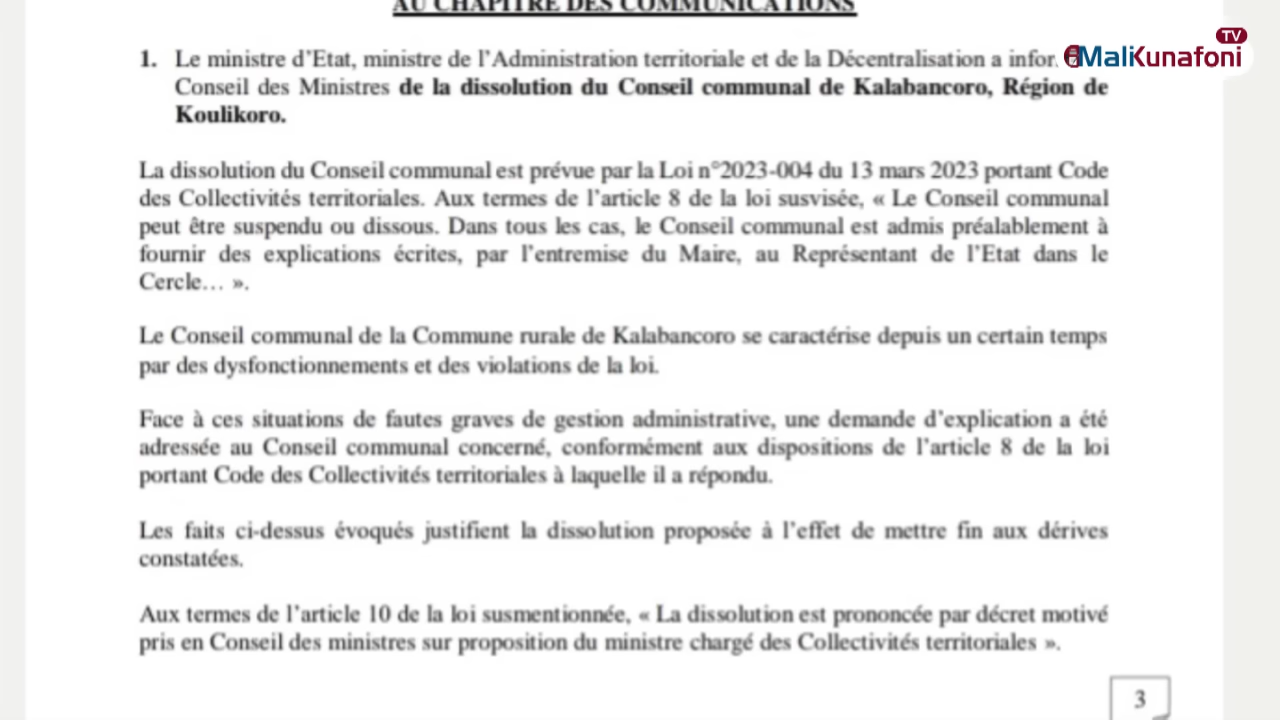 AU CHAPITRE DES COMMUNICATIONS
TV
MaliKunafoni
1. Le ministre d'Etat, ministre de l'Administration territoriale et de la Décentralisation a infor
Conseil des Ministres de la dissolution du Conseil communal de Kalabancoro, Région de
Koulikoro.
La dissolution du Conseil communal est prévue par la Loi n°2023-004 du 13 mars 2023 portant Code
des Collectivités territoriales. Aux termes de l'article 8 de la loi susvisée, « Le Conseil communal
peut être suspendu ou dissous. Dans tous les cas, le Conseil communal est admis préalablement à
fournir des explications écrites, par l'entremise du Maire, au Représentant de l'Etat dans le
Cercle… ».
Le Conseil communal de la Commune rurale de Kalabancoro se caractérise depuis un certain temps
par des dysfonctionnements et des violations de la loi.
Face à ces situations de fautes graves de gestion administrative, une demande d'explication a été
adressée au Conseil communal concerné, conformément aux dispositions de l'article 8 de la loi
portant Code des Collectivités territoriales à laquelle il a répondu.
Les faits ci-dessus évoqués justifient la dissolution proposée à l'effet de mettre fin aux dérives
constatées.
Aux termes de l'article 10 de la loi susmentionnée, « La dissolution est prononcée par décret motivé
pris en Conseil des ministres sur proposition du ministre chargé des Collectivités territoriales ».
3